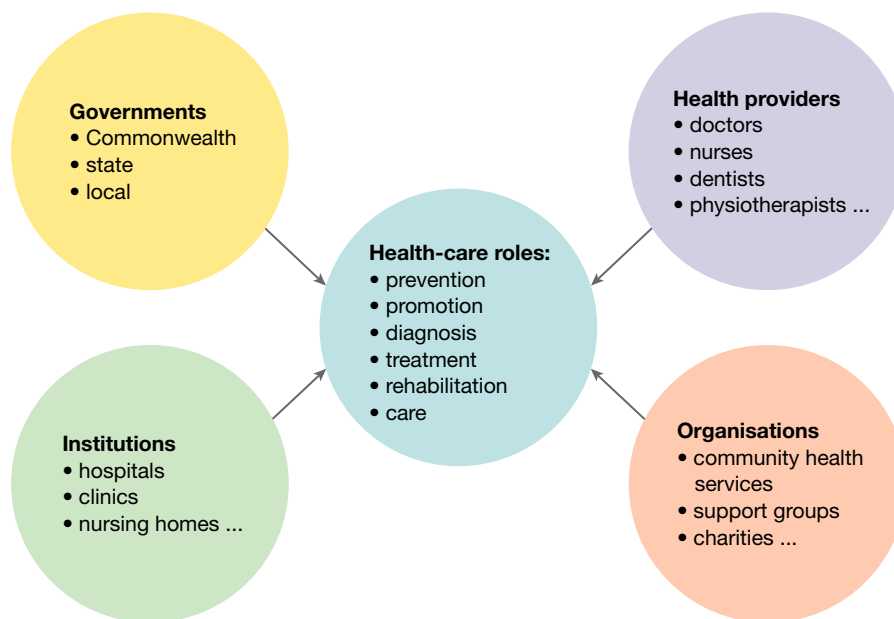 Governments
• Commonwealth
• state
• local
Health providers
• doctors
• nurses
• dentists
• physiotherapists ...
Health-care roles:
• prevention
• promotion
• diagnosis
• treatment
• rehabilitation
• care
Institutions
• hospitals
• clinics
• nursing homes ...
Organisations
• community health
services
• support groups
• charities ...